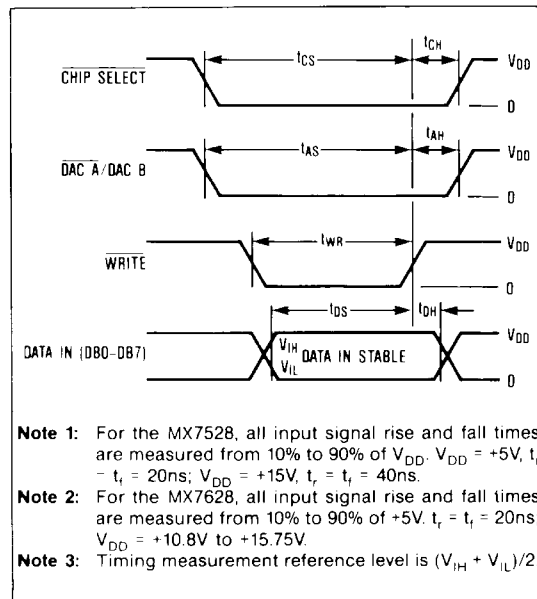 tCS
tCH
CHIP SELECT
VDD
0
tAS
tAH
DAC A/DAC B
VDD
0
tWR
WRITE
VDD
0
tDS
tDH
DATA IN (DB0-DB7)
VIH
VIL
DATA IN STABLE
VDD
0
Note 1: For the MX7528, all input signal rise and fall times
are measured from 10% to 90% of VDD. VDD = +5V, tr
= tf = 20ns; VDD = +15V, tr = tf = 40ns.
Note 2: For the MX7628, all input signal rise and fall times
are measured from 10% to 90% of +5V. tr = tf = 20ns
VDD = +10.8V to +15.75V.
Note 3: Timing measurement reference level is (VIH + VIL)/2